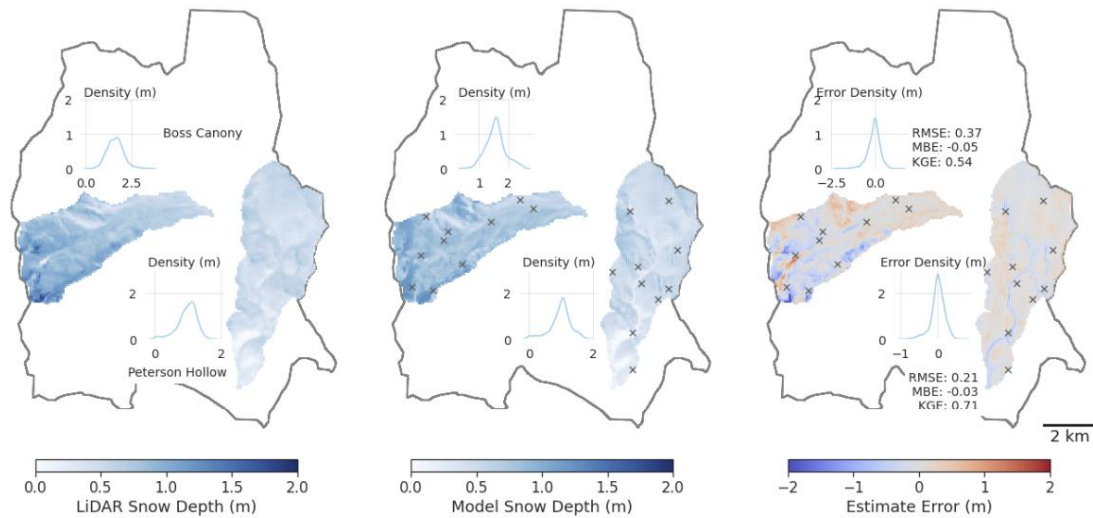 Density (m)
2
1
0
0.0 2.5
Boss Canony
Density (m)
2
0
0 2
Peterson Hollow
Density (m)
2
1
0
1 2
Density (m)
2
0
0 2
Error Density (m)
2
1
0
−2.5 0.0
RMSE: 0.37
MBE: -0.05
KGE: 0.54
Error Density (m)
2
0
−1 0
RMSE: 0.21
MBE: -0.03
KGE: 0.71
2 km
0.0 0.5 1.0 1.5 2.0
LiDAR Snow Depth (m)
0.0 0.5 1.0 1.5 2.0
Model Snow Depth (m)
−2 −1 0 1 2
Estimate Error (m)